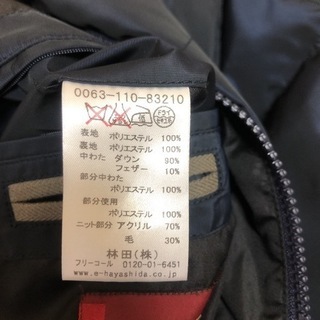 0063-110-83210
表地 ポリエステル 100%
裏地 ポリエステル 100%
中わた ダウン 90%
フェザー 10%
部分中わた
ポリエステル 100%
部分使用
ポリエステル 100%
ニット部分 アクリル 70%
毛 30%
林田(株)
フリーコール 0120-01-6451
www.e-hayashida.co.jp